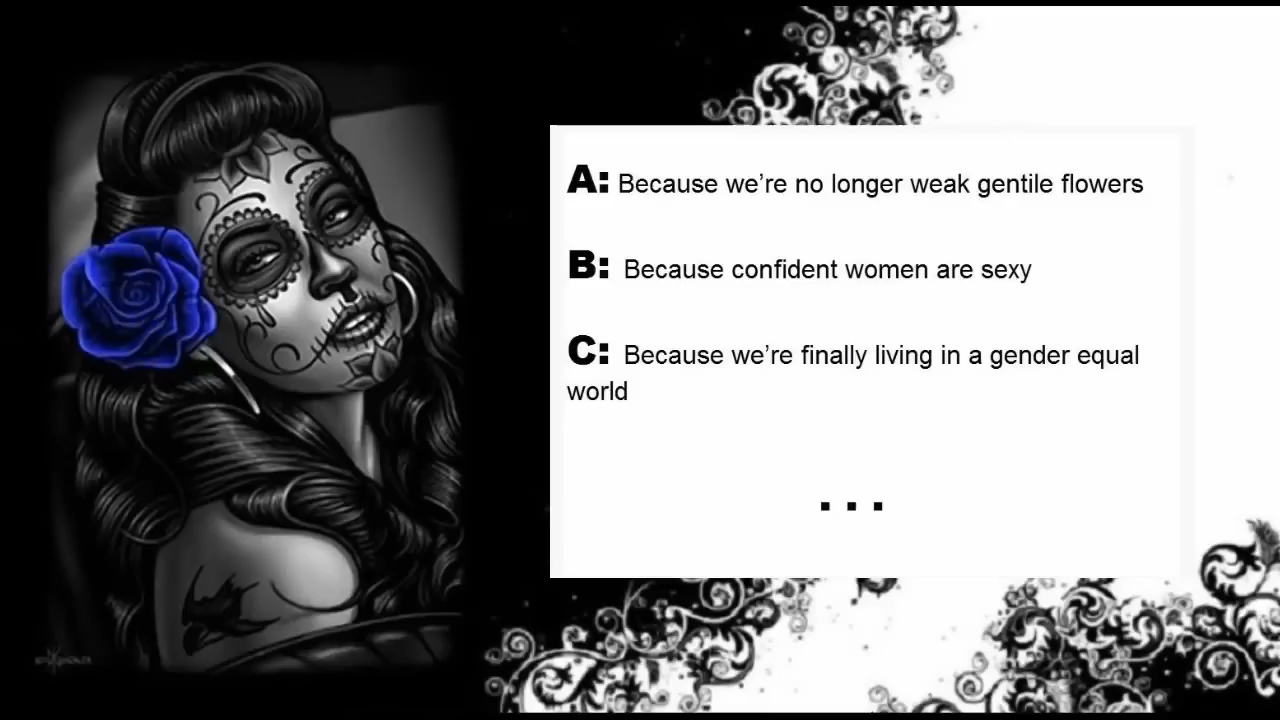 A: Because we’re no longer weak gentile flowers
B: Because confident women are sexy
C: Because we’re finally living in a gender equal
world
...